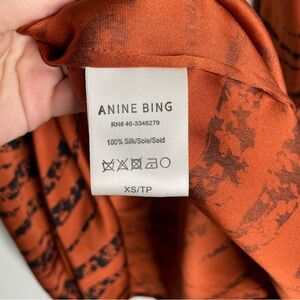 ANINE BING
RN# 46-3346279
100% Silk/Soie/Seid
XS/TP